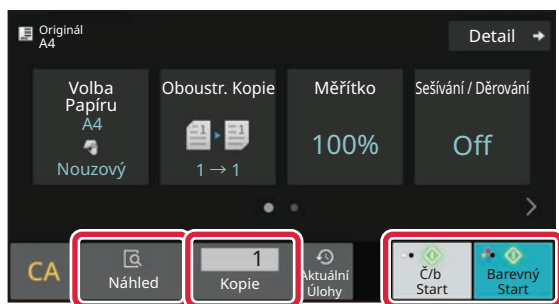 Originál
A4
Detail
Volba
Papíru
A4
Nouzový
Oboustr. Kopie
1 → 1
Měřítko
100%
Sešívání / Děrování
Off
CA
Náhled
1
Kopie
Aktuální
Úlohy
Č/b
Start
Barevný
Start